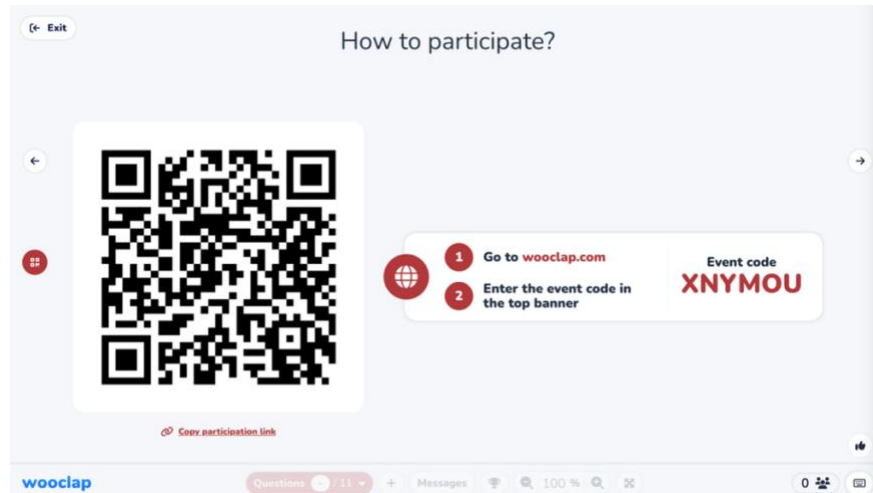 Exit
How to participate?
1 Go to wooclap.com
2 Enter the event code in
the top banner
Event code
XNYMOU
Copy participation link
wooclap
Questions - / 11
+
Messages
100 %
0